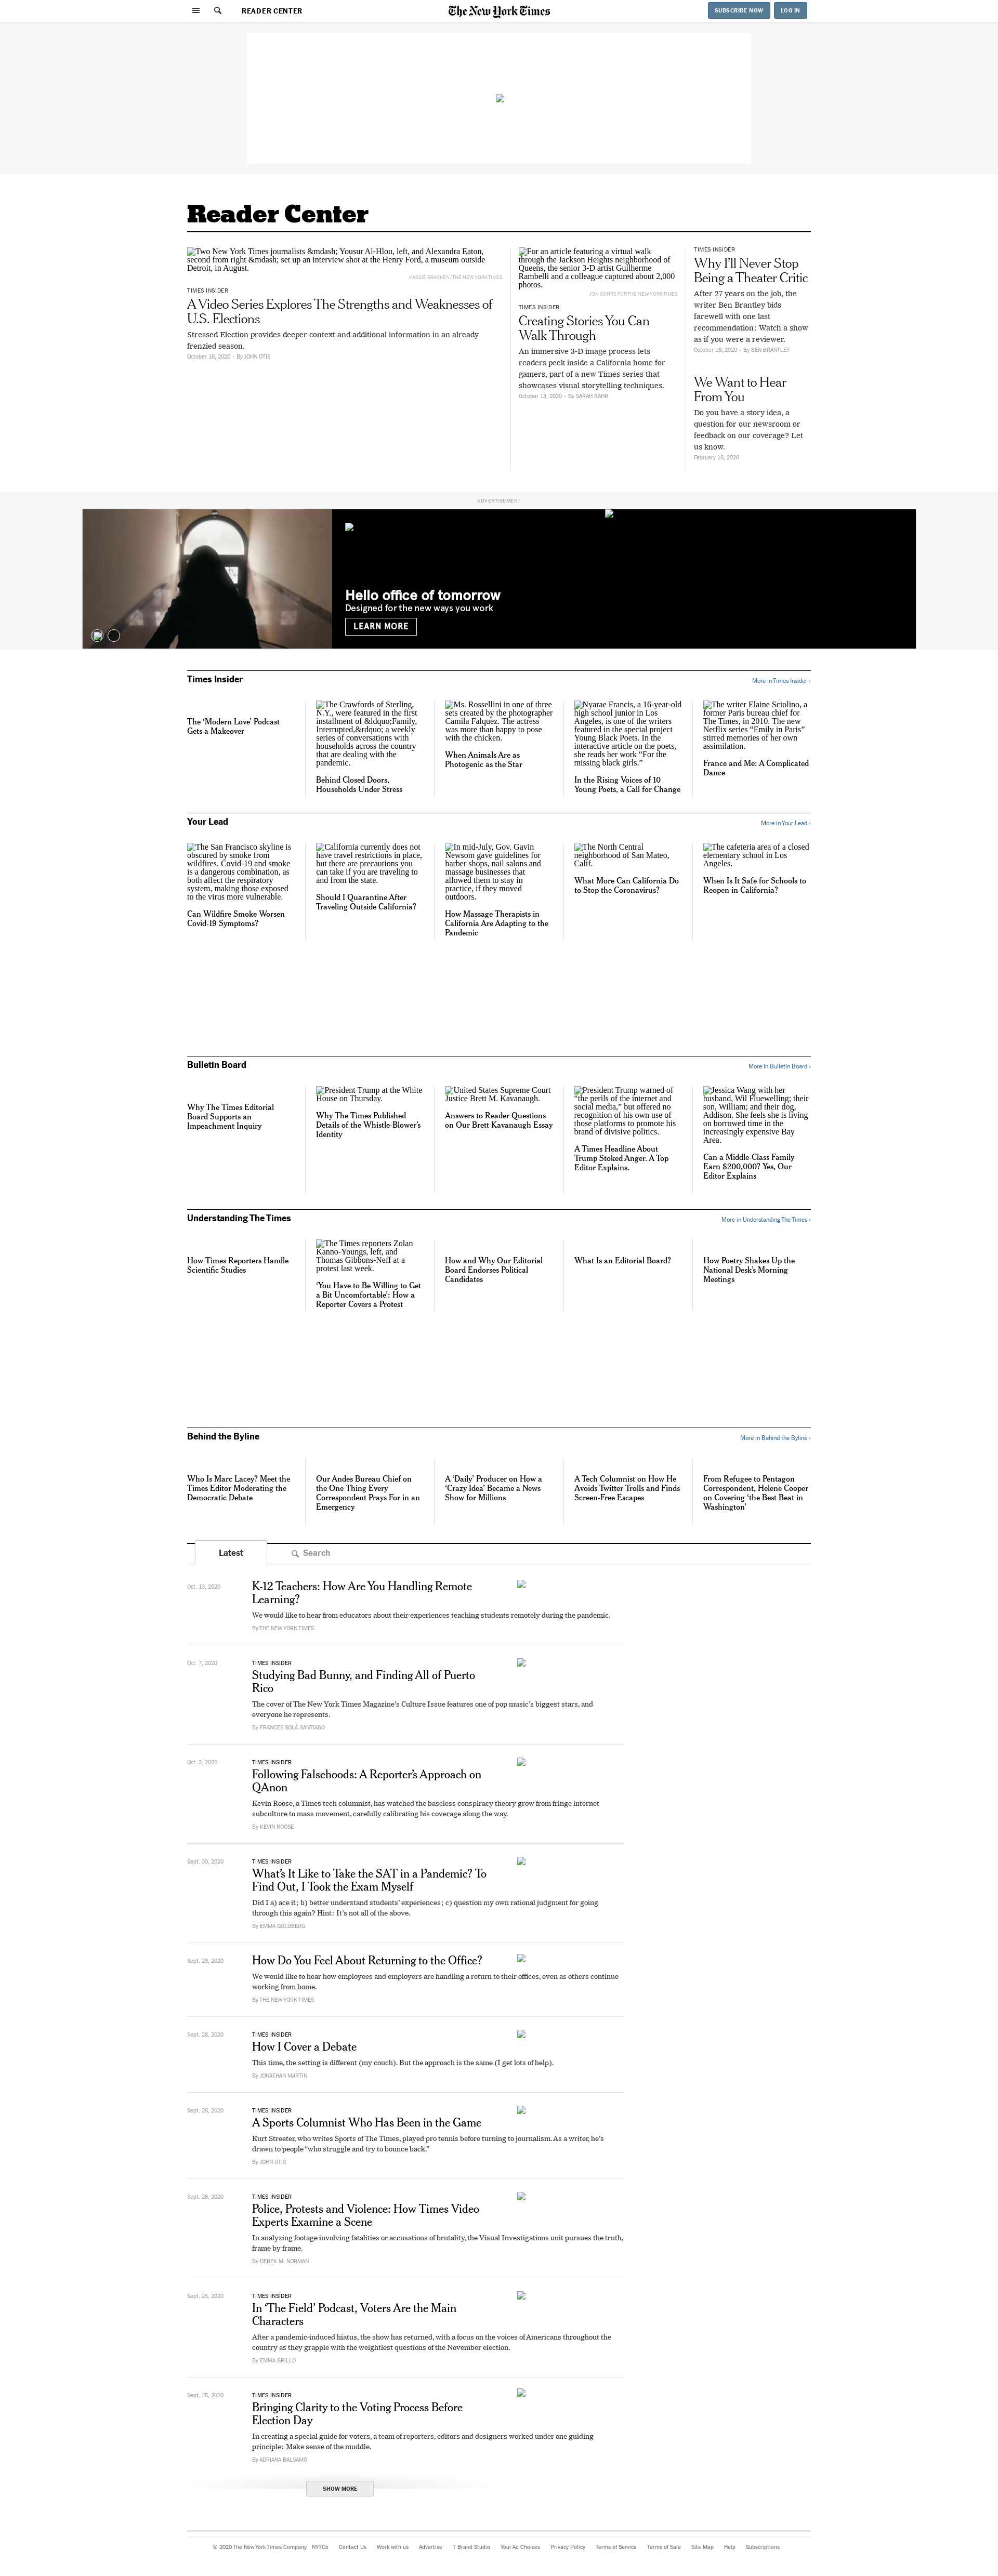 READER CENTER
The New York Times
SUBSCRIBE NOW
LOG IN
Reader Center
Two New York Times journalists &mdash; Yousur Al-Hlou, left, and Alexandra Eaton,
second from right &mdash; set up an interview shot at the Henry Ford, a museum outside
Detroit, in August.
KASSIE BRACKEN/THE NEW YORK TIMES
TIMES INSIDER
A Video Series Explores The Strengths and Weaknesses of
U.S. Elections
Stressed Election provides deeper context and additional information in an already
frenzied season.
October 16, 2020 - By JOHN OTIS
For an article featuring a virtual
walk through the Jackson Heights neighborhood of
Queens, the senior 3-D artist Guilherme
Rambelli and a colleague captured about 2,000
photos.
JON COHRS FOR THE NEW YORK TIMES
TIMES INSIDER
Creating Stories You Can
Walk Through
An immersive 3-D image process lets
readers peek inside a California home for
gamers, part of a new Times series that
showcases visual storytelling techniques.
October 13, 2020 - By SARAH BAHR
TIMES INSIDER
Why I’ll Never Stop
Being a Theater Critic
After 27 years on the job, the
writer Ben Brantley bids
farewell with one last
recommendation: Watch a show
as if you were a reviewer.
October 16, 2020 - By BEN BRANTLEY
We Want to Hear
From You
Do you have a story idea, a
question for our newsroom or
feedback on our coverage? Let
us know.
February 18, 2020
ADVERTISEMENT
Hello office of tomorrow
Designed for the new ways you work
LEARN MORE
Times Insider
More in Times Insider ›
The ‘Modern Love’ Podcast
Gets a Makeover
The Crawfords of Sterling,
N.Y., were featured in the first
installment of &ldquo;Family,
Interrupted,&rdquo; a weekly
series of conversations with
households across the country
that are dealing with the
pandemic.
Behind Closed Doors,
Households Under Stress
Ms. Rossellini in one of three
sets created by the photographer
Camila Falquez. The actress
was more than happy to pose
with the chicken.
When Animals Are as
Photogenic as the Star
Nyarae Francis, a 16-year-old
high school junior in Los
Angeles, is one of the writers
featured in the special project
Young Black Poets. In the
interactive article on the poets,
she reads her work “For the
missing black girls.”
In the Rising Voices of 10
Young Poets, a Call for Change
The writer Elaine Sciolino, a
former Paris bureau chief for
The Times, in 2010. The new
Netflix series “Emily in Paris”
stirred memories of her own
assimilation.
France and Me: A Complicated
Dance
Your Lead
More in Your Lead ›
The San Francisco skyline is
obscured by smoke from
wildfires. Covid-19 and smoke
is a dangerous combination, as
both affect the respiratory
system, making those exposed
to the virus more vulnerable.
Can Wildfire Smoke Worsen
Covid-19 Symptoms?
California currently does not
have travel restrictions in place,
but there are precautions you
can take if you are traveling to
and from the state.
Should I Quarantine After
Traveling Outside California?
In mid-July, Gov. Gavin
Newsom gave guidelines for
barber shops, nail salons and
massage businesses that
allowed them to stay in
practice, if they moved
outdoors.
How Massage Therapists in
California Are Adapting to the
Pandemic
The North Central
neighborhood of San Mateo,
Calif.
What More Can California Do
to Stop the Coronavirus?
The cafeteria area of a closed
elementary school in Los
Angeles.
When Is It Safe for Schools to
Reopen in California?
Bulletin Board
More in Bulletin Board ›
Why The Times Editorial
Board Supports an
Impeachment Inquiry
President Trump at the White
House on Thursday.
Why The Times Published
Details of the Whistle-Blower’s
Identity
United States Supreme Court
Justice Brett M. Kavanaugh.
Answers to Reader Questions
on Our Brett Kavanaugh Essay
President Trump warned of
“the perils of the internet and
social media,” but offered no
recognition of his own use of
those platforms to promote his
brand of divisive politics.
A Times Headline About
Trump Stoked Anger. A Top
Editor Explains.
Jessica Wang with her
husband, Wil Fluewelling; their
son, William; and their dog,
Addison. She feels she is living
on borrowed time in the
increasingly expensive Bay
Area.
Can a Middle-Class Family
Earn $200,000? Yes, Our
Editor Explains
Understanding The Times
More in Understanding The Times ›
How Times Reporters Handle
Scientific Studies
The Times reporters Zolan
Kanno-Youngs, left, and
Thomas Gibbons-Neff at a
protest last week.
‘You Have to Be Willing to Get
a Bit Uncomfortable’: How a
Reporter Covers a Protest
How and Why Our Editorial
Board Endorses Political
Candidates
What Is an Editorial Board?
How Poetry Shakes Up the
National Desk’s Morning
Meetings
Behind the Byline
More in Behind the Byline ›
Who Is Marc Lacey? Meet the
Times Editor Moderating the
Democratic Debate
Our Andes Bureau Chief on
the One Thing Every
Correspondent Prays For in an
Emergency
A ‘Daily’ Producer on How a
‘Crazy Idea’ Became a News
Show for Millions
A Tech Columnist on How He
Avoids Twitter Trolls and Finds
Screen-Free Escapes
From Refugee to Pentagon
Correspondent, Helene Cooper
on Covering ‘the Best Beat in
Washington’
Latest
Search
Oct. 13, 2020
K-12 Teachers: How Are You Handling Remote
Learning?
We would like to hear from educators about their experiences teaching students remotely during the pandemic.
By THE NEW YORK TIMES
Oct. 7, 2020
TIMES INSIDER
Studying Bad Bunny, and Finding All of Puerto
Rico
The cover of The New York Times Magazine’s Culture Issue features one of pop music’s biggest stars, and
everyone he represents.
By FRANCES SOLÁ-SANTIAGO
Oct. 3, 2020
TIMES INSIDER
Following Falsehoods: A Reporter’s Approach on
QAnon
Kevin Roose, a Times tech columnist, has watched the baseless conspiracy theory grow from fringe internet
subculture to mass movement, carefully calibrating his coverage along the way.
By KEVIN ROOSE
Sept. 30, 2020
TIMES INSIDER
What’s It Like to Take the SAT in a Pandemic? To
Find Out, I Took the Exam Myself
Did I a) ace it; b) better understand students’ experiences; c) question my own rational judgment for going
through this again? Hint: It’s not all of the above.
By EMMA GOLDBERG
Sept. 29, 2020
How Do You Feel About Returning to the Office?
We would like to hear how employees and employers are handling a return to their offices, even as others continue
working from home.
By THE NEW YORK TIMES
Sept. 28, 2020
TIMES INSIDER
How I Cover a Debate
This time, the setting is different (my couch). But the approach is the same (I get lots of help).
By JONATHAN MARTIN
Sept. 28, 2020
TIMES INSIDER
A Sports Columnist Who Has Been in the Game
Kurt Streeter, who writes Sports of The Times, played pro tennis before turning to journalism. As a writer, he’s
drawn to people “who struggle and try to bounce back.”
By JOHN OTIS
Sept. 26, 2020
TIMES INSIDER
Police, Protests and Violence: How Times Video
Experts Examine a Scene
In analyzing footage involving fatalities or accusations of brutality, the Visual Investigations unit pursues the truth,
frame by frame.
By DEREK M. NORMAN
Sept. 25, 2020
TIMES INSIDER
In ‘The Field’ Podcast, Voters Are the Main
Characters
After a pandemic-induced hiatus, the show has returned, with a focus on the voices of Americans throughout the
country as they grapple with the weightiest questions of the November election.
By EMMA GRILLO
Sept. 25, 2020
TIMES INSIDER
Bringing Clarity to the Voting Process Before
Election Day
In creating a special guide for voters, a team of reporters, editors and designers worked under one guiding
principle: Make sense of the muddle.
By ADRIANA BALSAMO
SHOW MORE
© 2020 The New York Times Company NYTCo Contact Us Work with us Advertise T Brand Studio Your Ad Choices Privacy Policy Terms of Service Terms of Sale Site Map Help Subscriptions